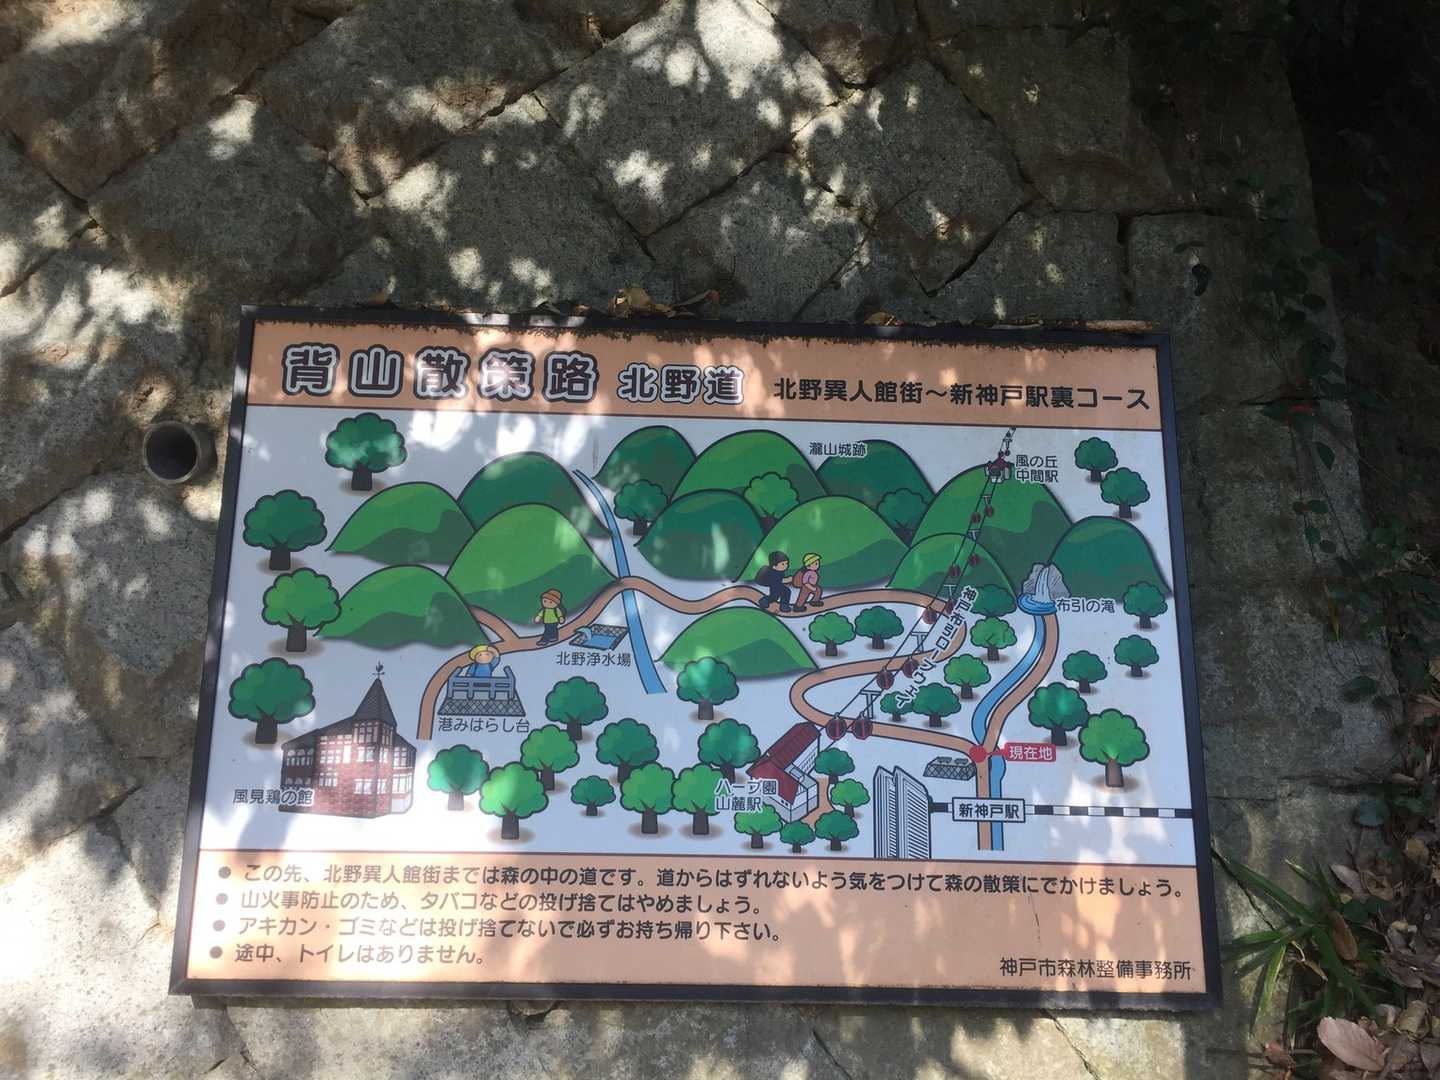 背山散策路 北野道 北野異人館街～新神戸駅裏コース
瀧山城跡
風の丘
中間駅
布引の滝
神戸布引ロープウェイ
北野浄水場
港みはらし台
風見鶏の館
ハーブ園
山麓駅
現在地
新神戸駅
● この先、北野異人館街までは森の中の道です。道からはずれないよう気をつけて森の散策にでかけましょう。
● 山火事防止のため、タバコなどの投げ捨てはやめましょう。
● アキカン・ゴミなどは投げ捨てないで必ずお持ち帰り下さい。
● 途中、トイレはありません。
神戸市森林整備事務所